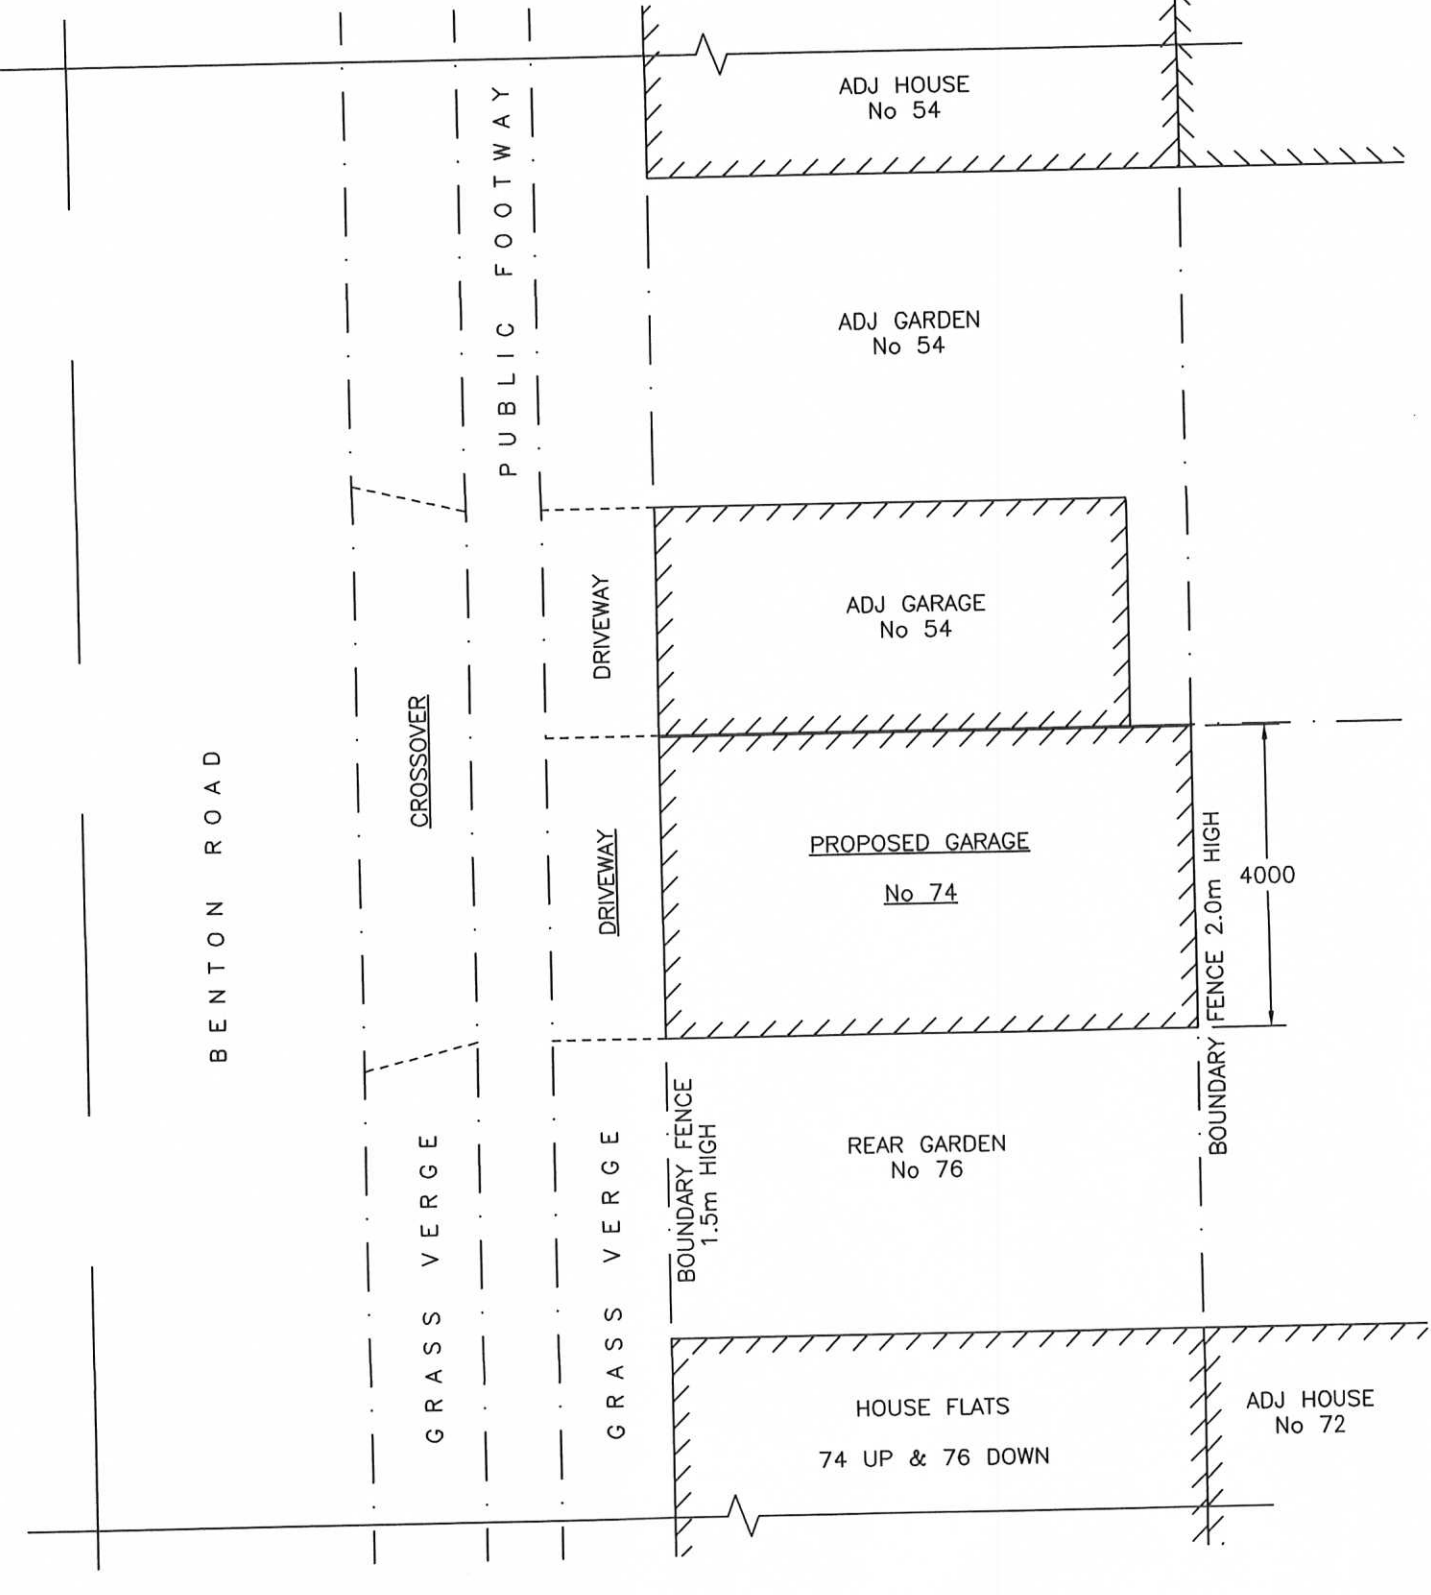 ADJ HOUSE
No 54
PUBLIC FOOTWAY
ADJ GARDEN
No 54
ADJ GARAGE
No 54
DRIVEWAY
CROSSOVER
BENTON ROAD
DRIVEWAY
PROPOSED GARAGE
No 74
4000
BOUNDARY FENCE 2.0m HIGH
BOUNDARY FENCE
1.5m HIGH
REAR GARDEN
No 76
GRASS VERGE
GRASS VERGE
HOUSE FLATS
74 UP & 76 DOWN
ADJ HOUSE
No 72